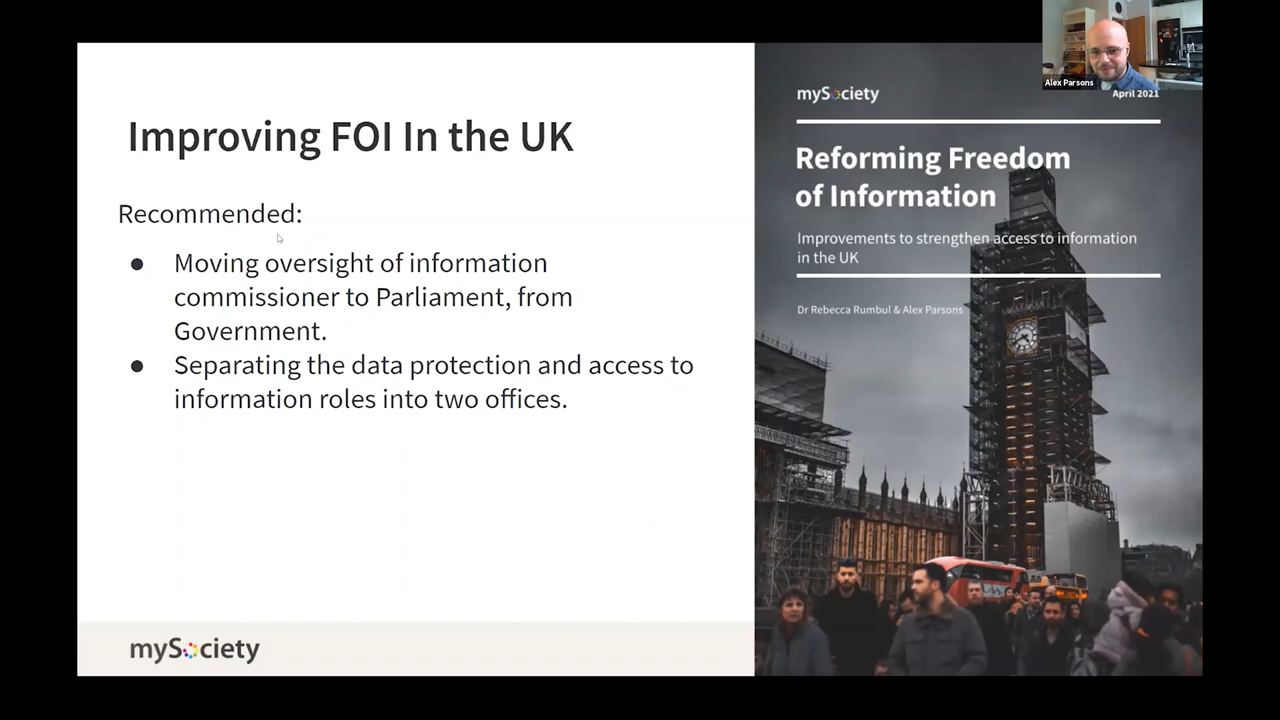 Improving FOI In the UK
Recommended:
● Moving oversight of information
commissioner to Parliament, from
Government.
● Separating the data protection and access to
information roles into two offices.
mySociety
Alex Parsons
mySociety
April 2021
Reforming Freedom
of Information
Improvements to strengthen access to information
in the UK
Dr Rebecca Rumbul & Alex Parsons